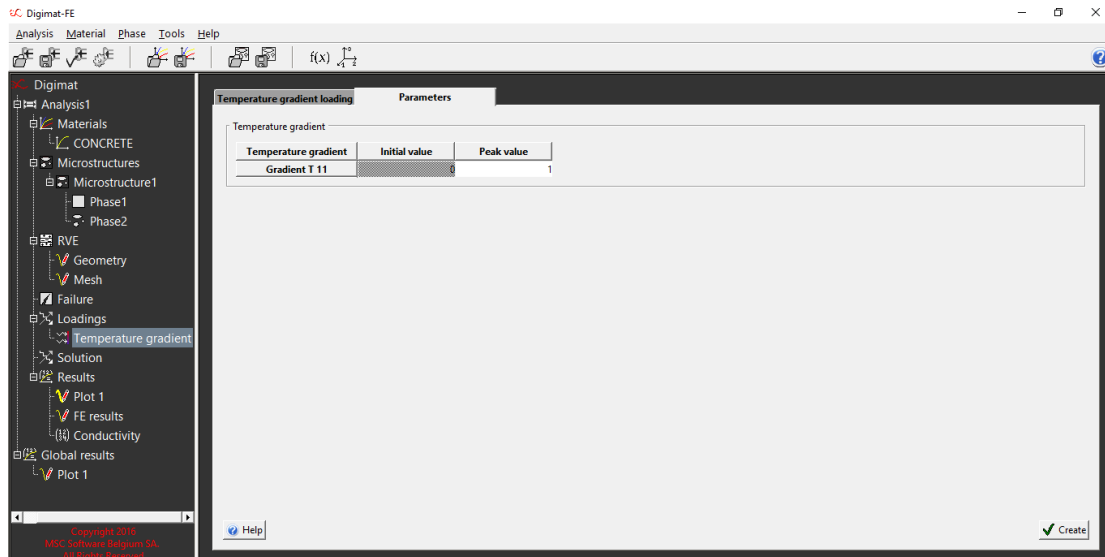 Digimat-FE
Analysis Material Phase Tools Help
f(x)
Digimat
Analysis1
Materials
CONCRETE
Microstructures
Microstructure1
Phase1
Phase2
RVE
Geometry
Mesh
Failure
Loadings
Temperature gradient
Solution
Results
Plot 1
FE results
Conductivity
Global results
Plot 1
Copyright 2016
MSC Software Belgium SA.
All Rights Reserved
Temperature gradient loading Parameters
Temperature gradient
Temperature gradient Initial value Peak value
Gradient T 11 0 1
Help
Create